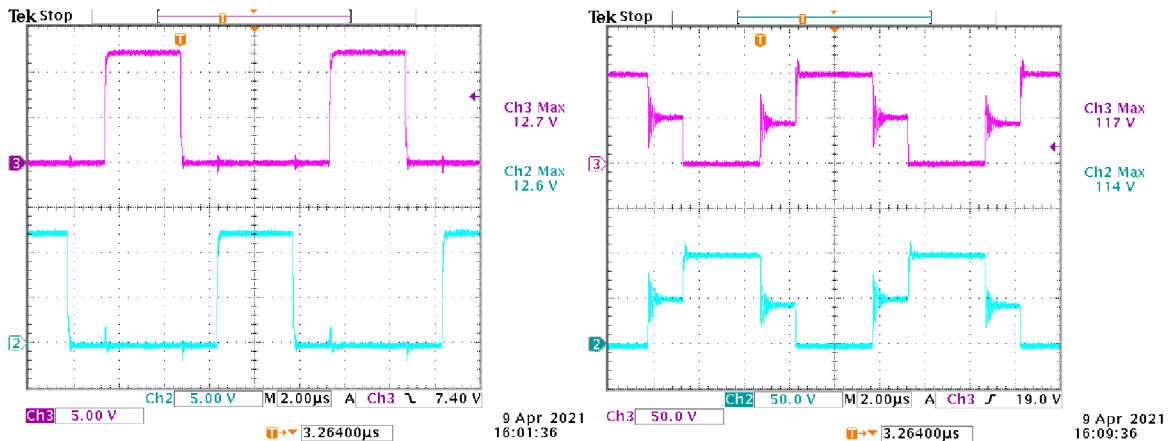 Tek Stop
T
T
Ch3 Max
12.7 V
Ch2 Max
12.6 V
3
2
Ch3 5.00 V Ch2 5.00 V M 2.00µs A Ch3 7.40 V
T 3.26400µs
9 Apr 2021
16:01:36
Tek Stop
T
T
Ch3 Max
117 V
Ch2 Max
114 V
3
2
Ch3 50.0 V Ch2 50.0 V M 2.00µs A Ch3 19.0 V
T 3.26400µs
9 Apr 2021
16:09:36